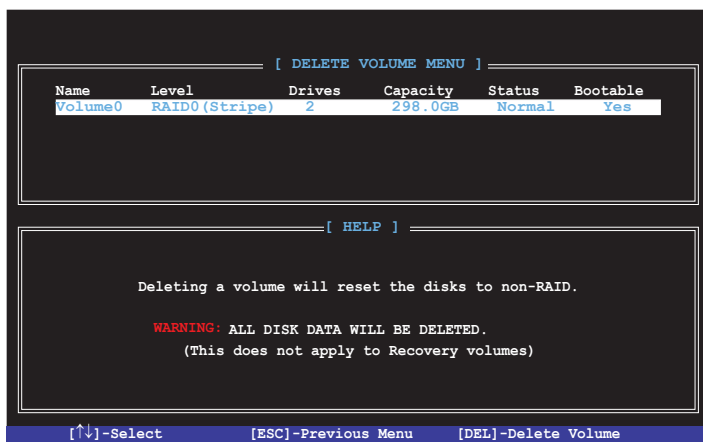 [ DELETE VOLUME MENU ]
Name Level Drives Capacity Status Bootable
Volume0 RAID0(Stripe) 2 298.0GB Normal Yes
[ HELP ]
Deleting a volume will reset the disks to non-RAID.
WARNING: ALL DISK DATA WILL BE DELETED.
(This does not apply to Recovery volumes)
[↑↓]-Select [ESC]-Previous Menu [DEL]-Delete Volume